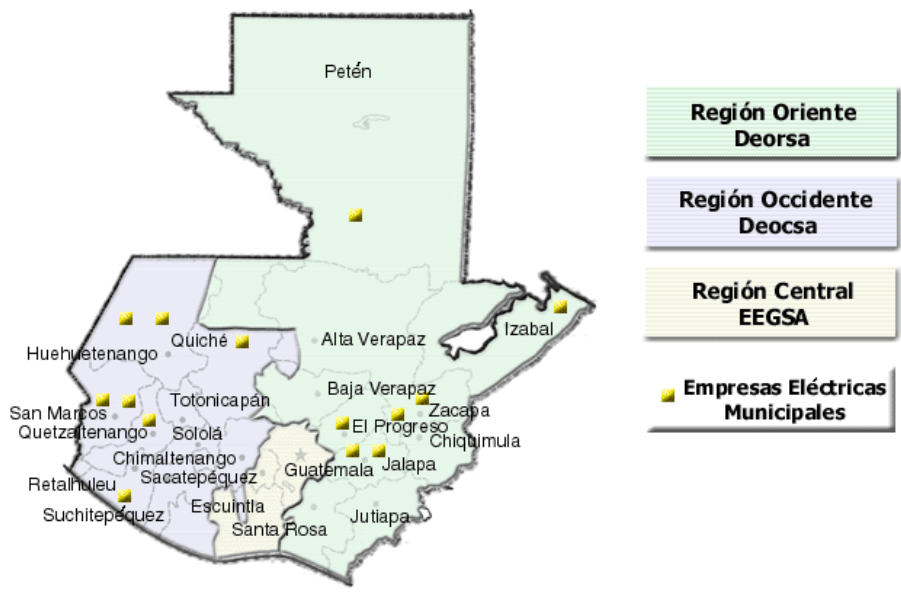 Petén
Región Oriente
Deorsa
Región Occidente
Deocsa
Región Central
EEGSA
Izabal
Quiché
Alta Verapaz
Huehuetenango
Empresas Eléctricas
Municipales
Baja Verapaz
Totonicapán
San Marcos
Zacapa
Quetzaltenango
Sololá
El Progreso
Chiquimula
Chimaltenango
Guatemala
Jalapa
Sacatepéquez
Retalhuleu
Escuintla
Suchitepéquez
Jutiapa
Santa Rosa